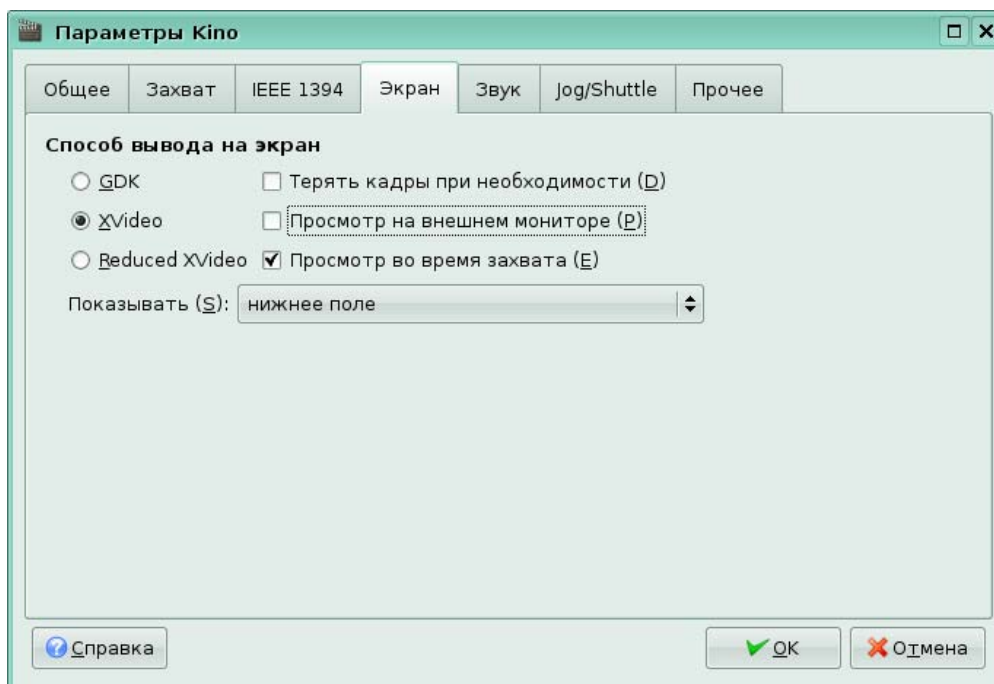 Параметры Kino
Общее Захват IEEE 1394 Экран Звук Jog/Shuttle Прочее
Способ вывода на экран
GDK Терять кадры при необходимости (D)
XVideo Просмотр на внешнем мониторе (P)
Reduced XVideo Просмотр во время захвата (E)
Показывать (S): нижнее поле
Справка OK Отмена